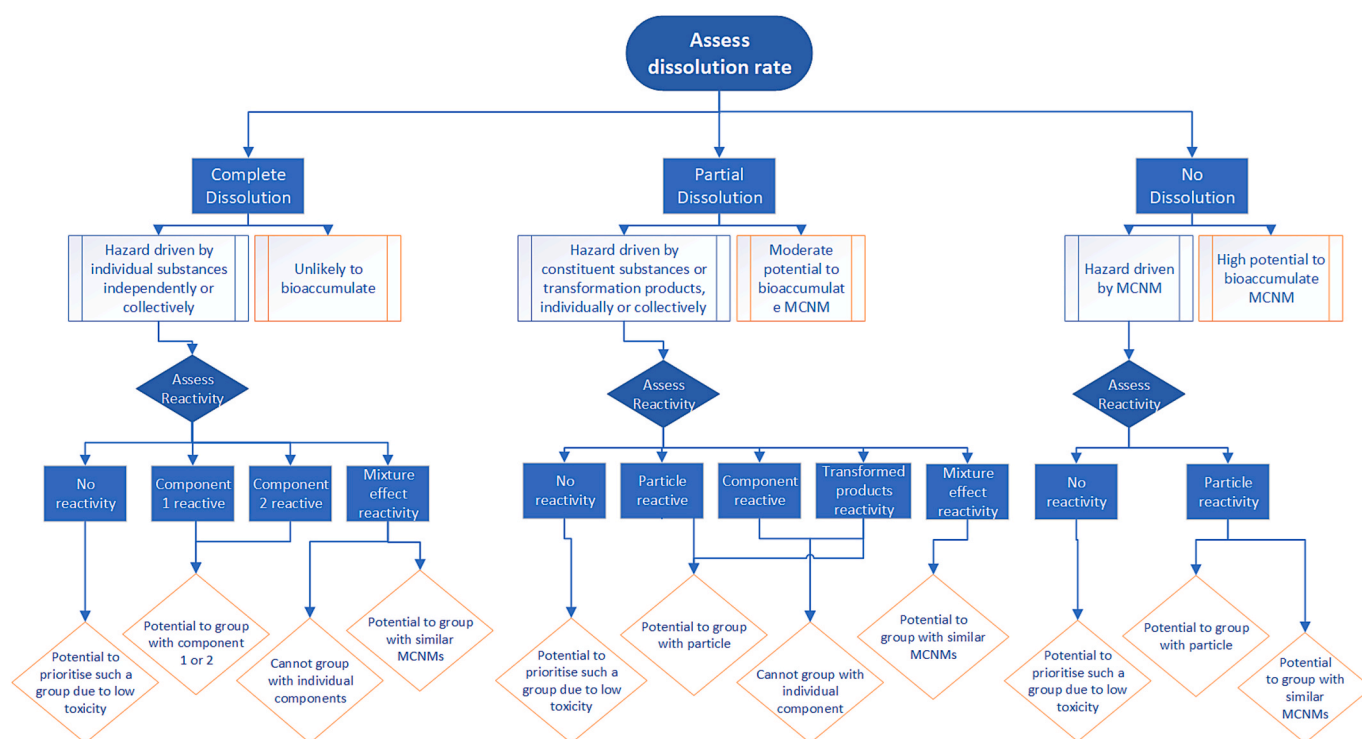 Assess
dissolution rate
Complete
Dissolution
Partial
Dissolution
No
Dissolution
Hazard driven by
individual substances
independently or
collectively
Unlikely to
bioaccumulate
Hazard driven by
constituent substances or
transformation products,
individually or collectively
Moderate
potential to
bioaccumulat
e MCNM
Hazard driven
by MCNM
High potential to
bioaccumulate
MCNM
Assess
Reactivity
Assess
Reactivity
Assess
Reactivity
No
reactivity
Component
1 reactive
Component
2 reactive
Mixture
effect
reactivity
No
reactivity
Particle
reactive
Component
reactive
Transformed
products
reactivity
Mixture
effect
reactivity
No
reactivity
Particle
reactivity
Potential to
prioritise such a
group due to low
toxicity
Potential to group
with component
1 or 2
Cannot group
with individual
components
Potential to group
with similar
MCNMs
Potential to
prioritise such a
group due to low
toxicity
Potential to group
with particle
Cannot group with
individual
component
Potential to
group with similar
MCNMs
Potential to
prioritise such a
group due to low
toxicity
Potential to group
with particle
Potential
to group with
similar
MCNMs